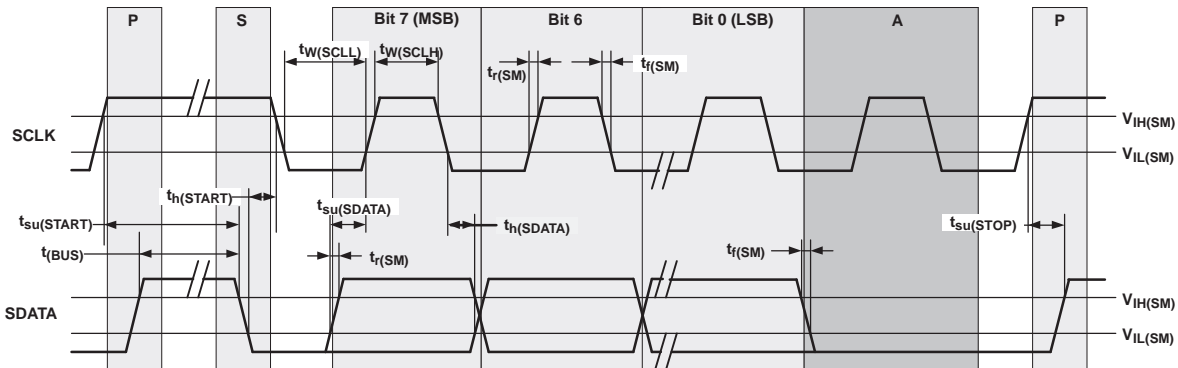 P S Bit 7 (MSB) Bit 6 Bit 0 (LSB) A P
tW(SCLL) tW(SCLH)
tr(SM) tf(SM)
SCLK
VIH(SM)
VIL(SM)
th(START)
tsu(START)
tsu(SDATA)
th(SDATA)
tsu(STOP)
t(BUS)
tr(SM)
tf(SM)
SDATA
VIH(SM)
VIL(SM)